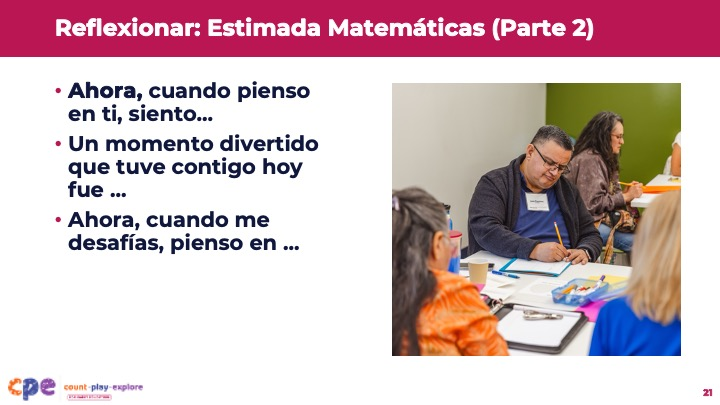 Reflexionar: Estimada Matemáticas (Parte 2)
• Ahora, cuando pienso
en ti, siento...
• Un momento divertido
que tuve contigo hoy
fue ...
• Ahora, cuando me
desafías, pienso en ...
cpe count·play·explore
21